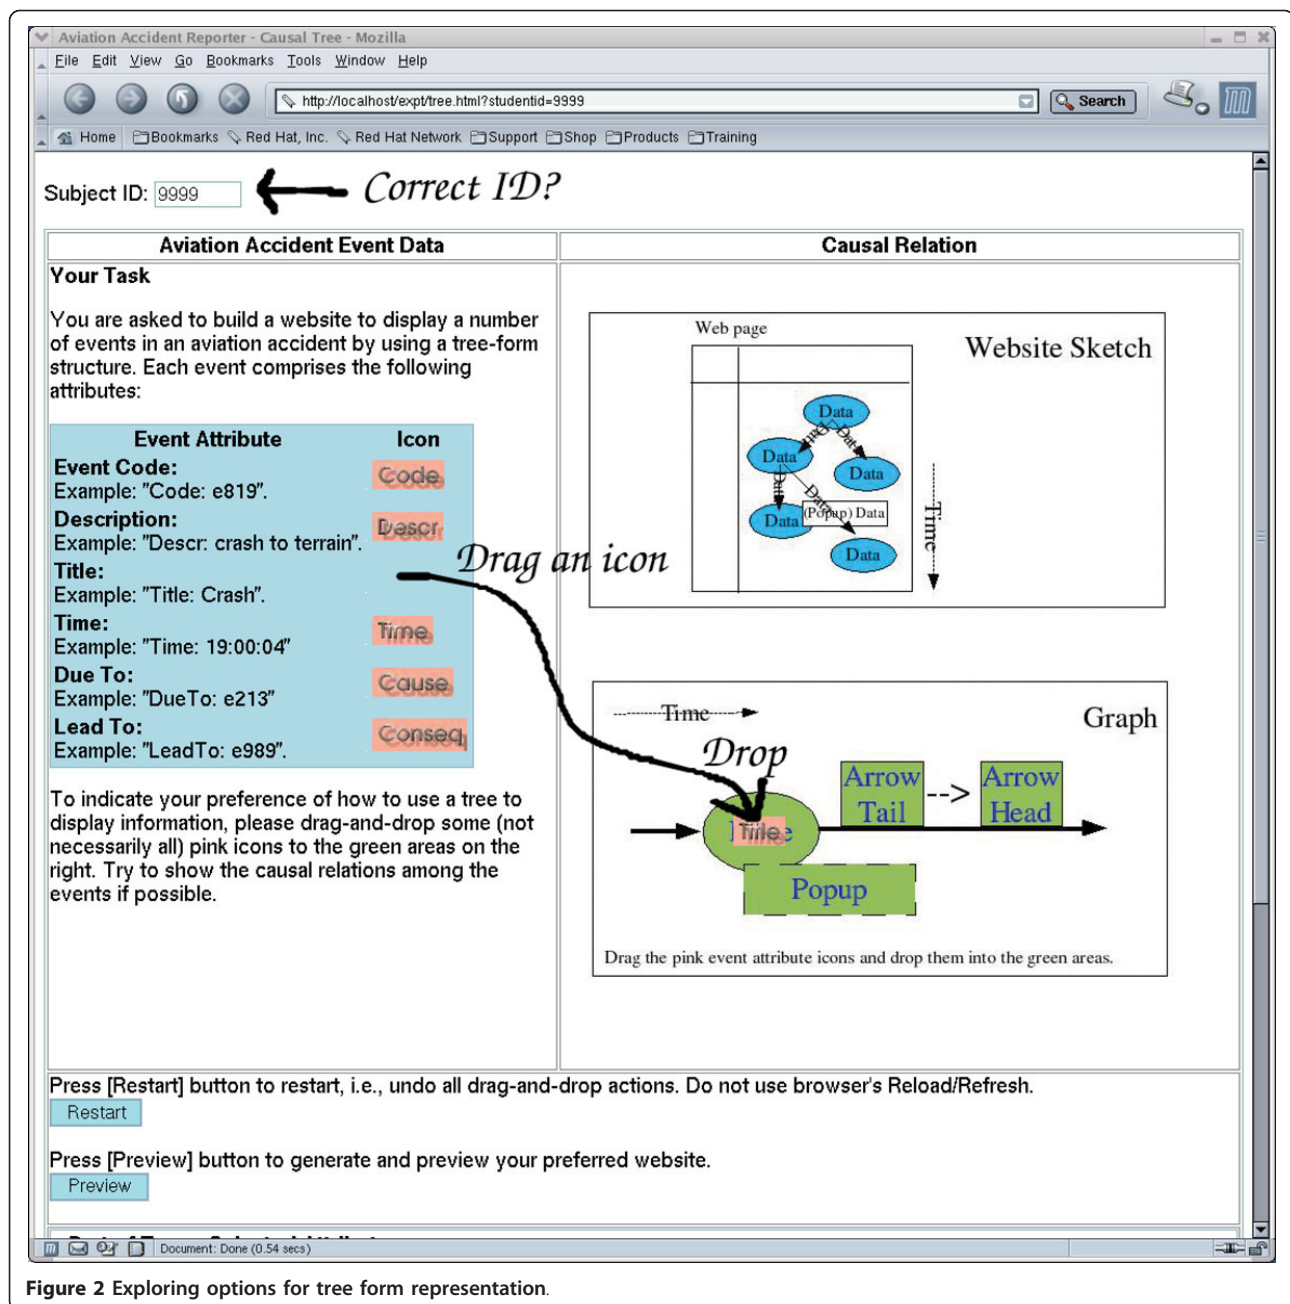 Aviation Accident Reporter - Causal Tree - Mozilla
File Edit View Go Bookmarks Tools Window Help
http://localhost/expt/tree.html?studentid=9999
Search
Home Bookmarks Red Hat, Inc. Red Hat Network Support Shop Products Training
Subject ID: 9999
Correct ID?
Aviation Accident Event Data
Causal Relation
Your Task
You are asked to build a website to display a number
of events in an aviation accident by using a tree-form
structure. Each event comprises the following
attributes:
Event Attribute Icon
Event Code:
Example: "Code: e819".
Code
Description:
Example: "Descr: crash to terrain".
Descr
Title:
Example: "Title: Crash".
Time:
Example: "Time: 19:00:04"
Time
Due To:
Example: "DueTo: e213"
Cause
Lead To:
Example: "LeadTo: e989".
Conseq
To indicate your preference of how to use a tree to
display information, please drag-and-drop some (not
necessarily all) pink icons to the green areas on the
right. Try to show the causal relations among the
events if possible.
Drag an icon
Web page
Website Sketch
Data
Data
Data
Data
Data
Data
Data
Data
(Popup) Data
Data
Time
Time
Graph
Drop
Title
Arrow
Tail
-->
Arrow
Head
Popup
Drag the pink event attribute icons and drop them into the green areas.
Press [Restart] button to restart, i.e., undo all drag-and-drop actions. Do not use browser's Reload/Refresh.
Restart
Press [Preview] button to generate and preview your preferred website.
Preview
Document: Done (0.54 secs)
Figure 2 Exploring options for tree form representation.